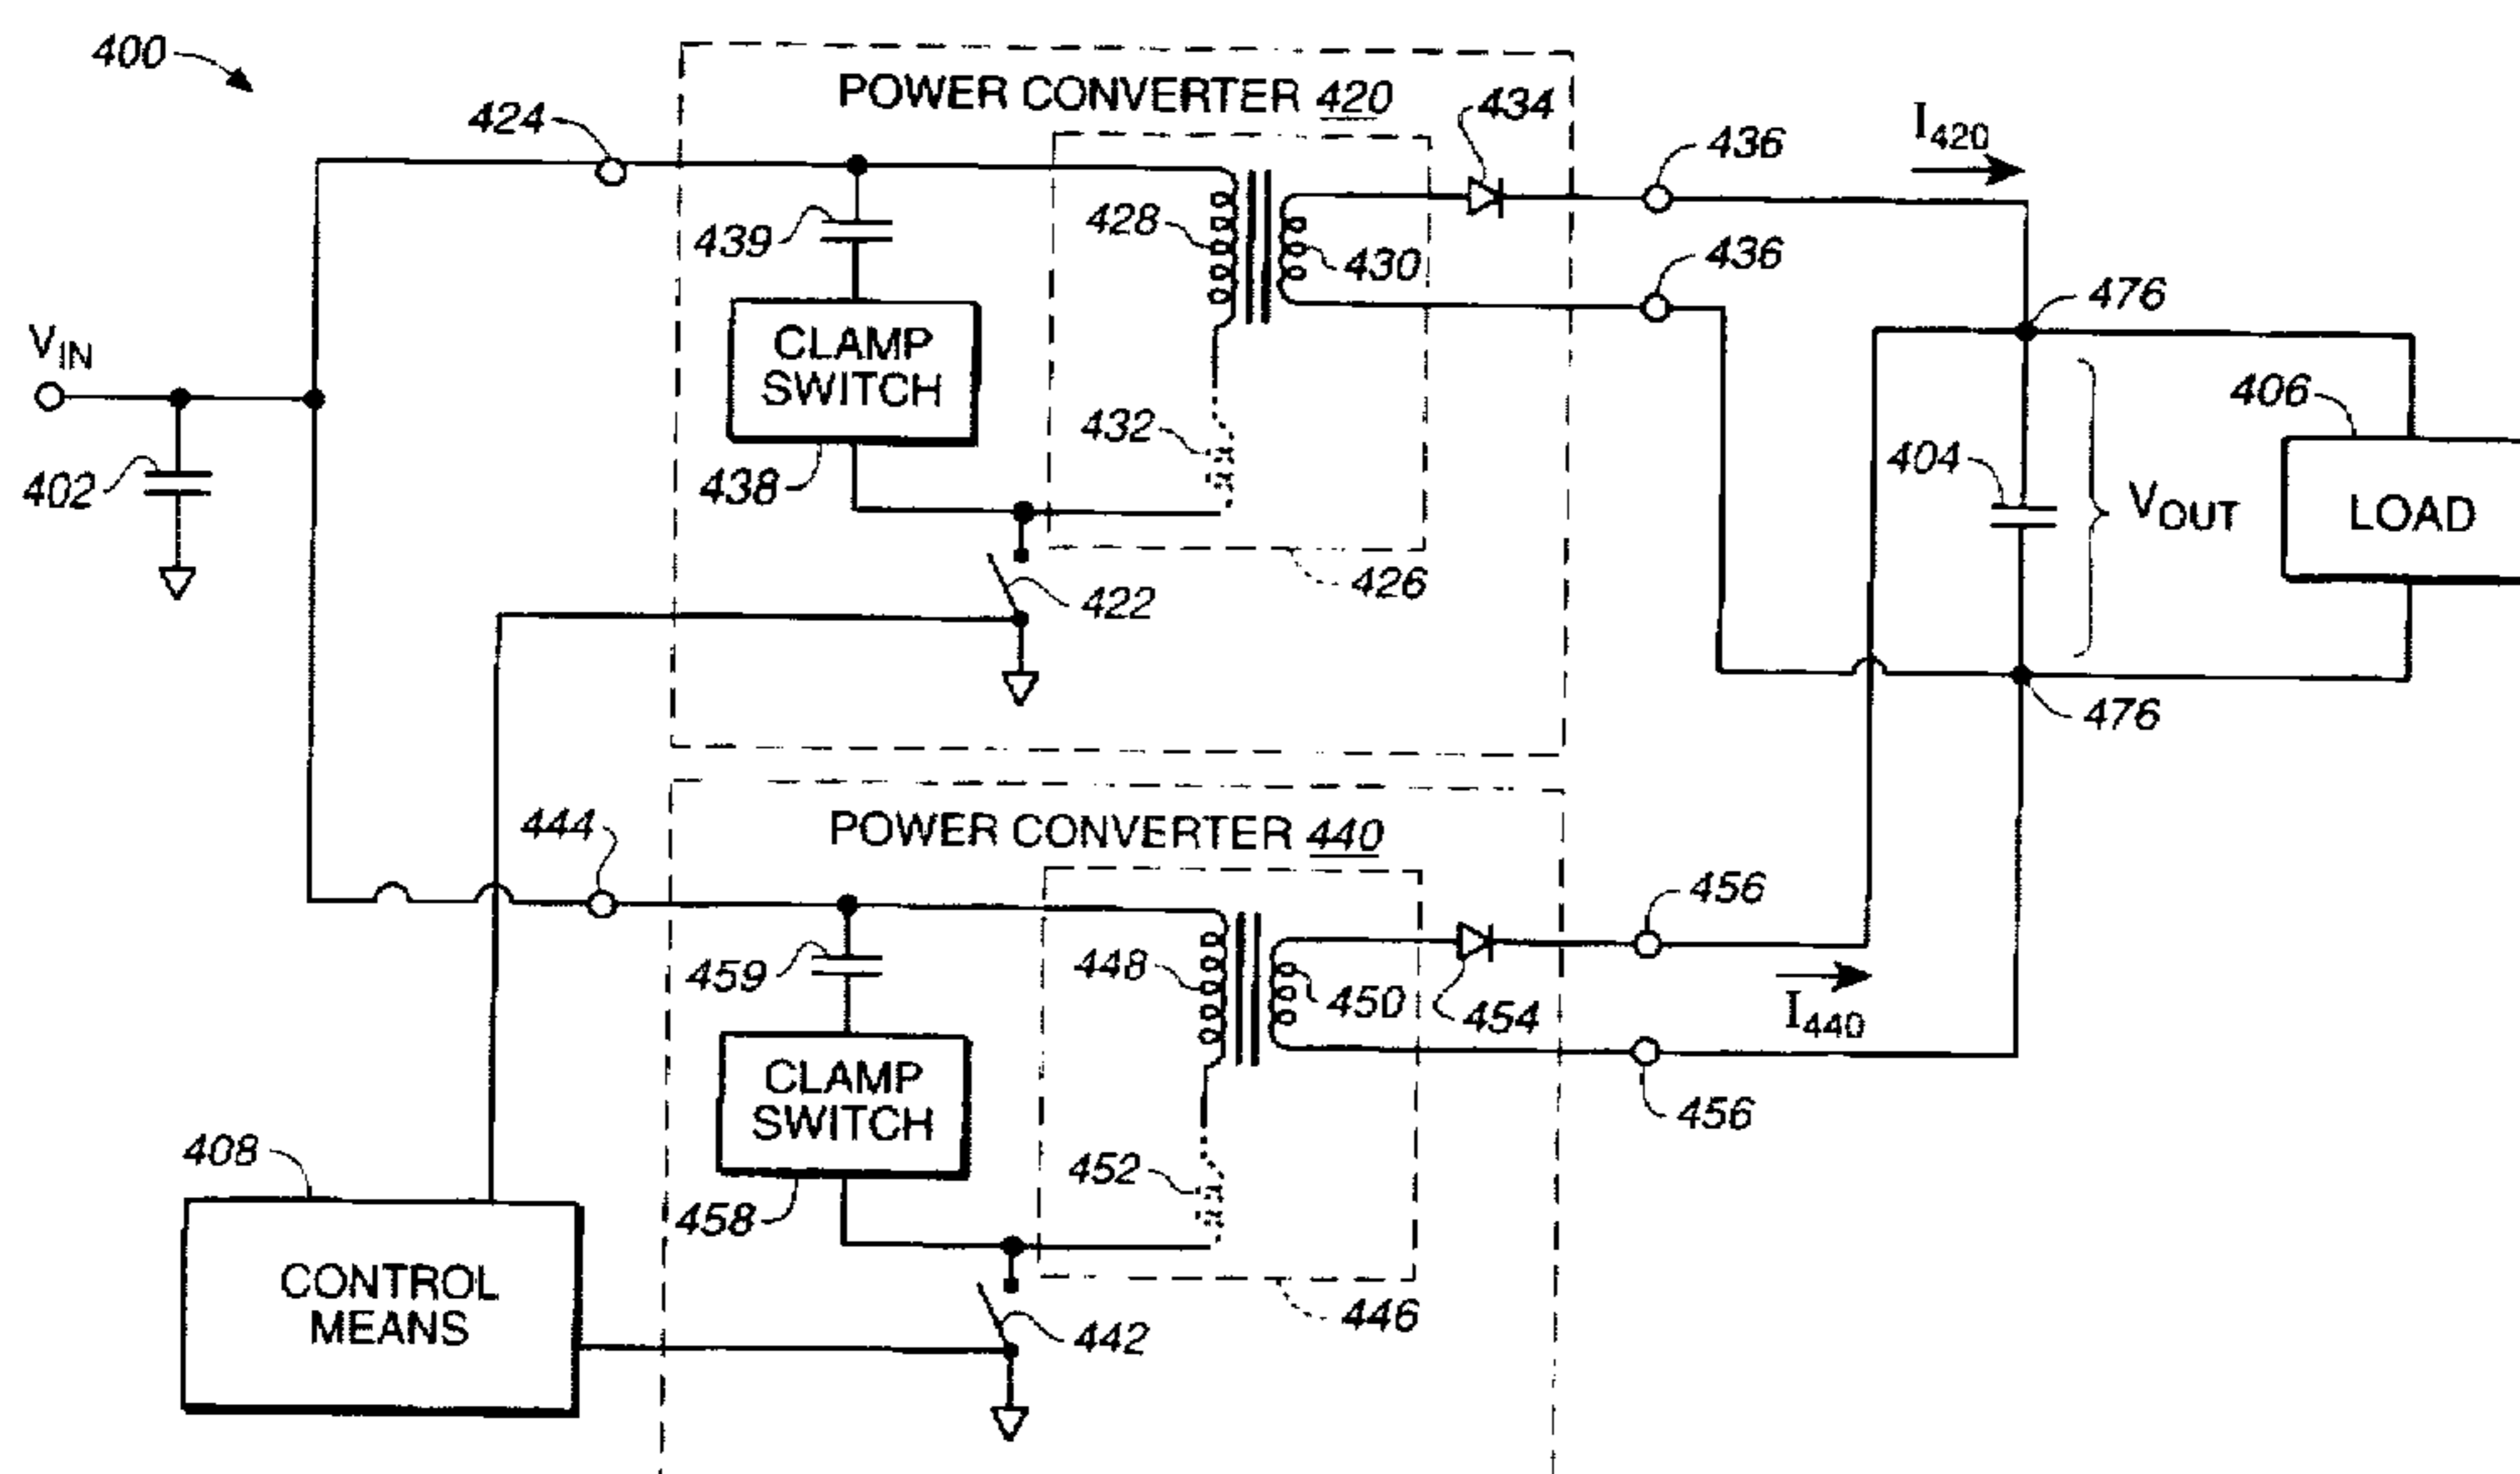 400
424
POWER CONVERTER 420
434
436
I420
428
430
439
436
476
VIN
CLAMP
SWITCH
432
406
404
VOUT
LOAD
402
438
426
422
476
444
POWER CONVERTER 440
456
459
448
450
454
I440
CLAMP
SWITCH
456
408
452
458
CONTROL
MEANS
446
442